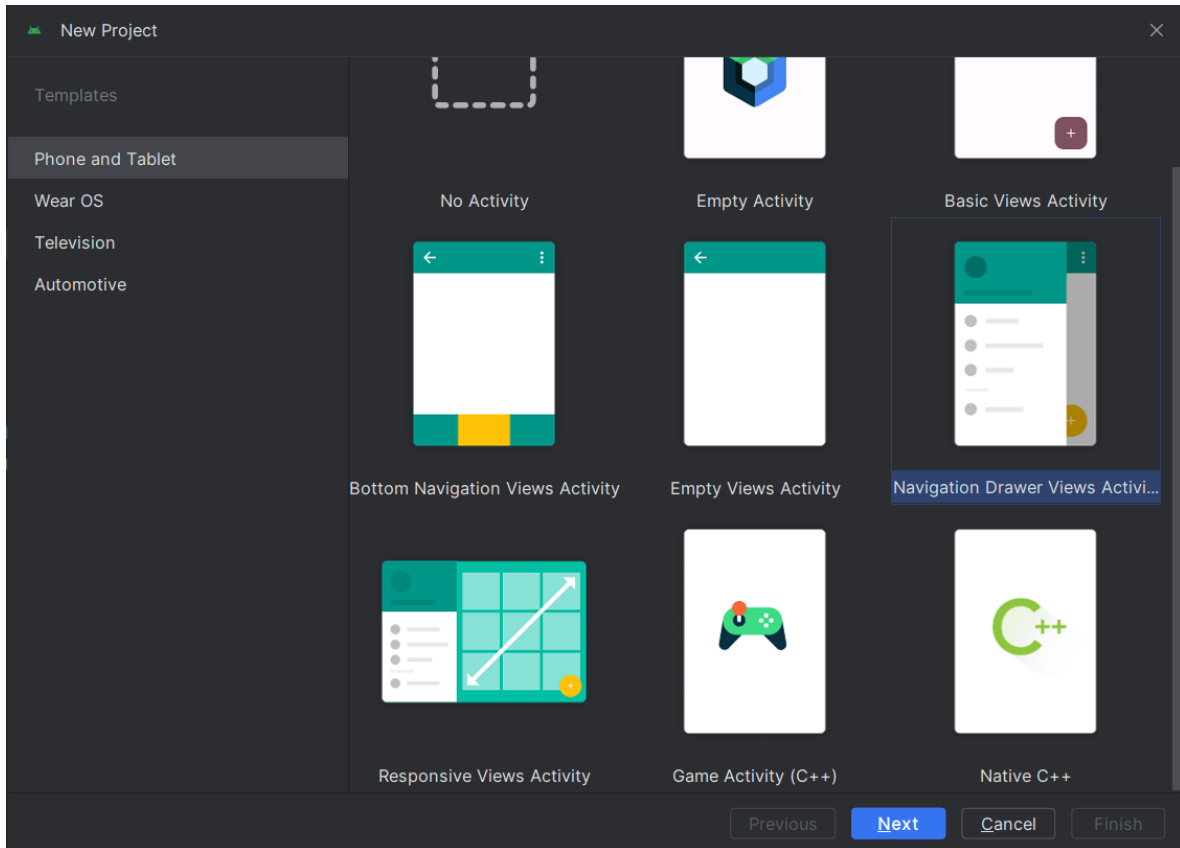 New Project
Templates
Phone and Tablet
Wear OS
Television
Automotive
No Activity
Empty Activity
Basic Views Activity
Bottom Navigation Views Activity
Empty Views Activity
Navigation Drawer Views Activi...
Responsive Views Activity
Game Activity (C++)
Native C++
C++
Previous
Next
Cancel
Finish